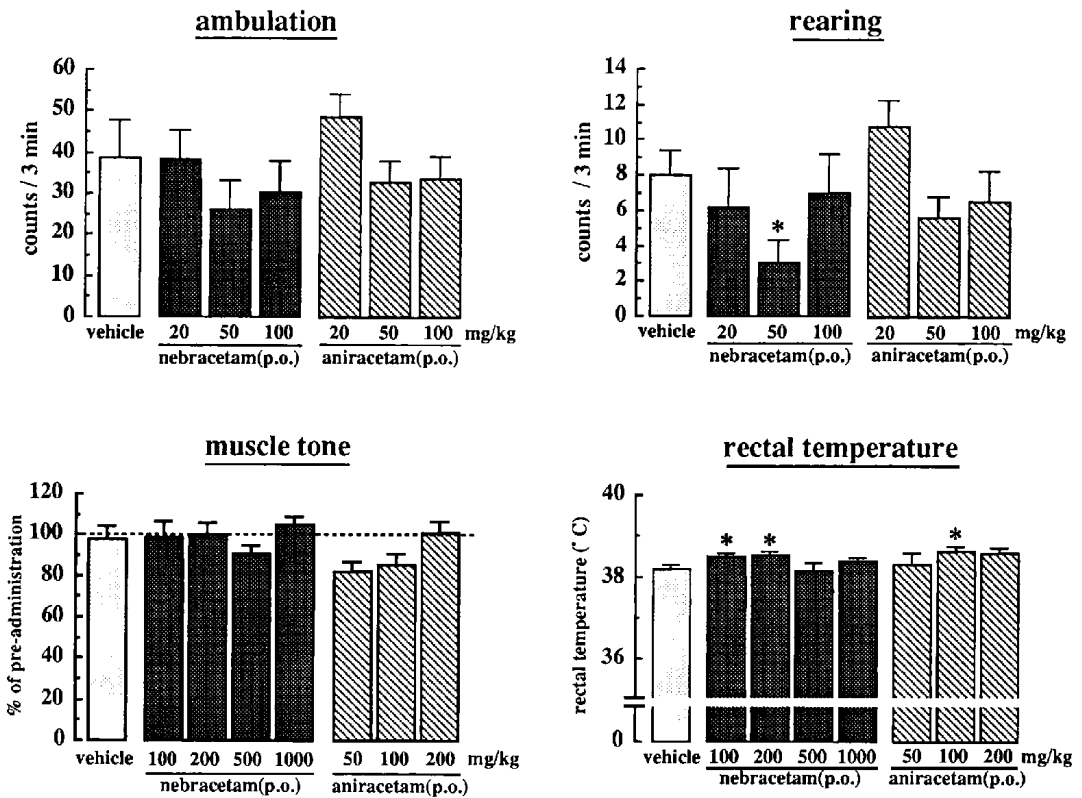 ambulation
60
50
40
30
20
10
0
counts / 3 min
vehicle 20 50 100 20 50 100 mg/kg
nebracetam(p.o.) aniracetam(p.o.)
rearing
14
12
10
8
6
4
2
0
counts / 3 min
*
vehicle 20 50 100 20 50 100 mg/kg
nebracetam(p.o.) aniracetam(p.o.)
muscle tone
120
100
80
60
40
20
0
% of pre-administration
vehicle 100 200 500 1000 50 100 200 mg/kg
nebracetam(p.o.) aniracetam(p.o.)
rectal temperature
40
38
36
0
rectal temperature (° C)
* * *
vehicle 100 200 500 1000 50 100 200 mg/kg
nebracetam(p.o.) aniracetam(p.o.)